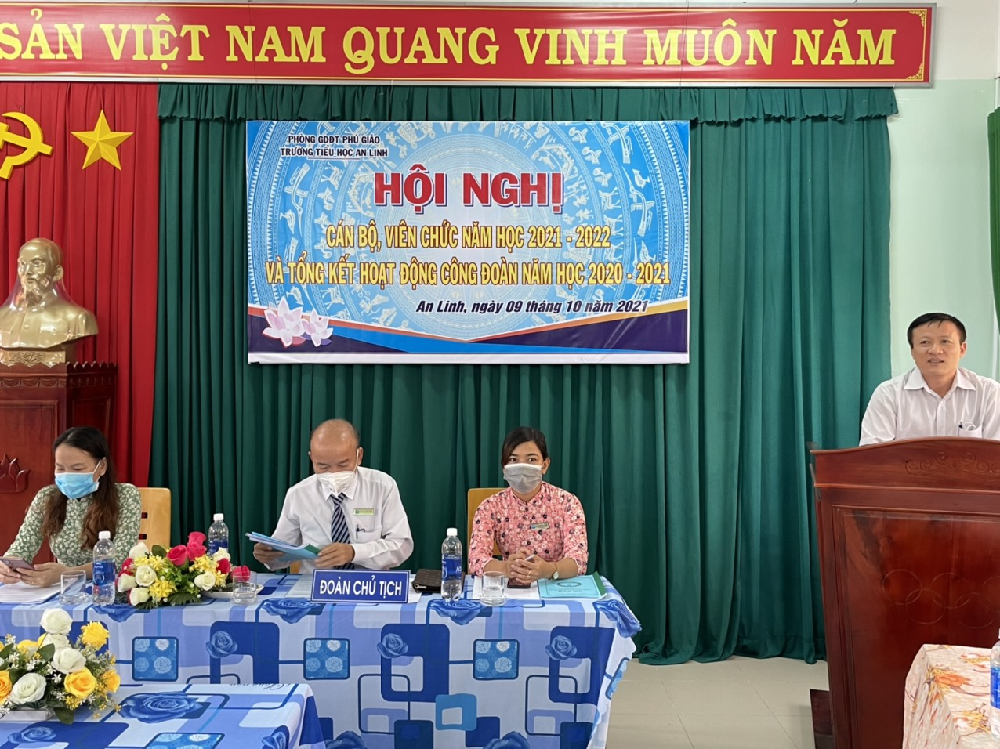 SẢN VIỆT NAM QUANG VINH MUÔN NĂM
PHÒNG GDĐT PHÚ GIÁO
TRƯỜNG TIỂU HỌC AN LINH
HỘI NGHỊ
CÁN BỘ, VIÊN CHỨC NĂM HỌC 2021 - 2022
VÀ TỔNG KẾT HOẠT ĐỘNG CÔNG ĐOÀN NĂM HỌC 2020 - 2021
An Linh, ngày 09 tháng 10 năm 2021
ĐOÀN CHỦ TỊCH